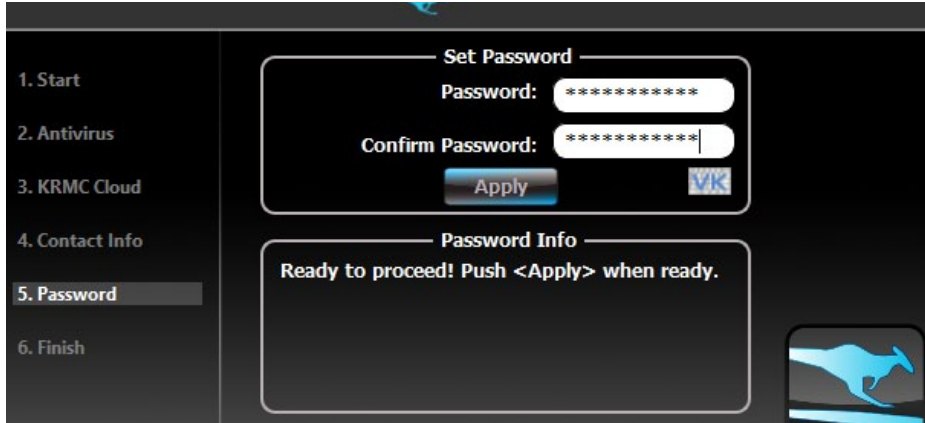 1. Start
2. Antivirus
3. KRMC Cloud
4. Contact Info
5. Password
6. Finish
Set Password
Password: ***********
Confirm Password: ***********
Apply
VK
Password Info
Ready to proceed! Push <Apply> when ready.